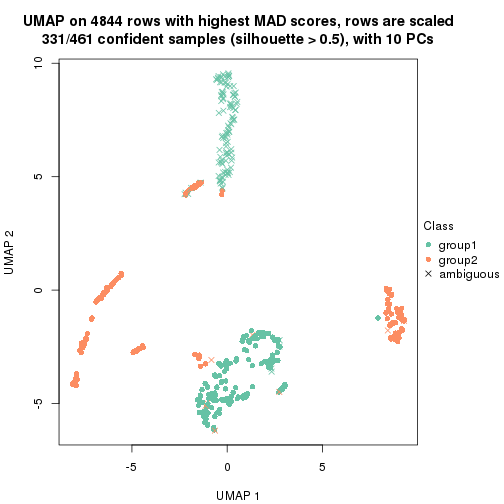 UMAP on 4844 rows with highest MAD scores, rows are scaled
331/461 confident samples (silhouette > 0.5), with 10 PCs
10
5
0
-5
UMAP 2
Class
group1
group2
ambiguous
-5
0
5
UMAP 1